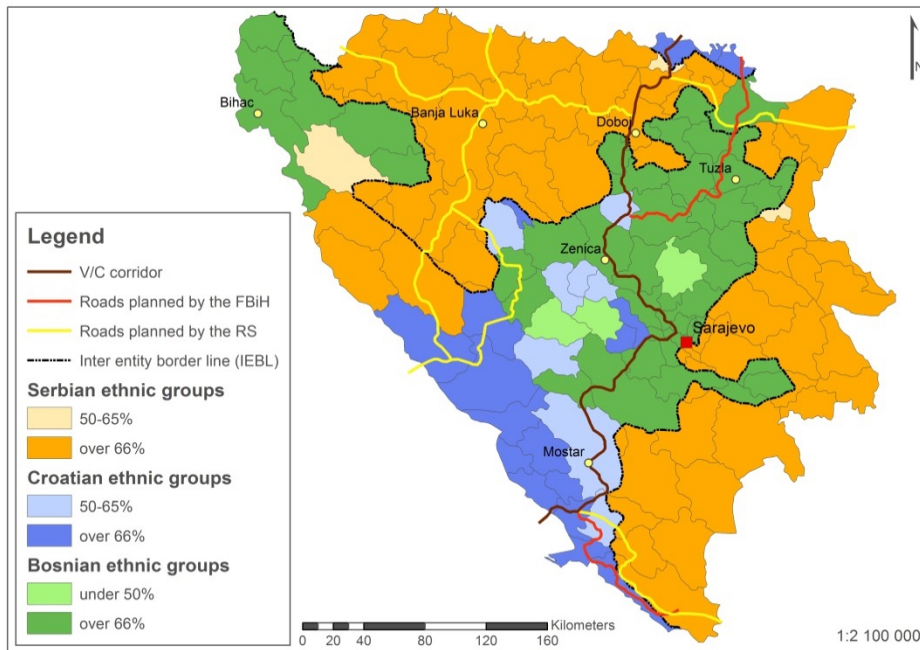 N
Bihac
Banja Luka
Doboj
Tuzla
Zenica
Sarajevo
Mostar
Legend
V/C corridor
Roads planned by the FBiH
Roads planned by the RS
Inter entity border line (IEBL)
Serbian ethnic groups
50-65%
over 66%
Croatian ethnic groups
50-65%
over 66%
Bosnian ethnic groups
under 50%
over 66%
Kilometers
0 20 40 80 120 160
1:2 100 000